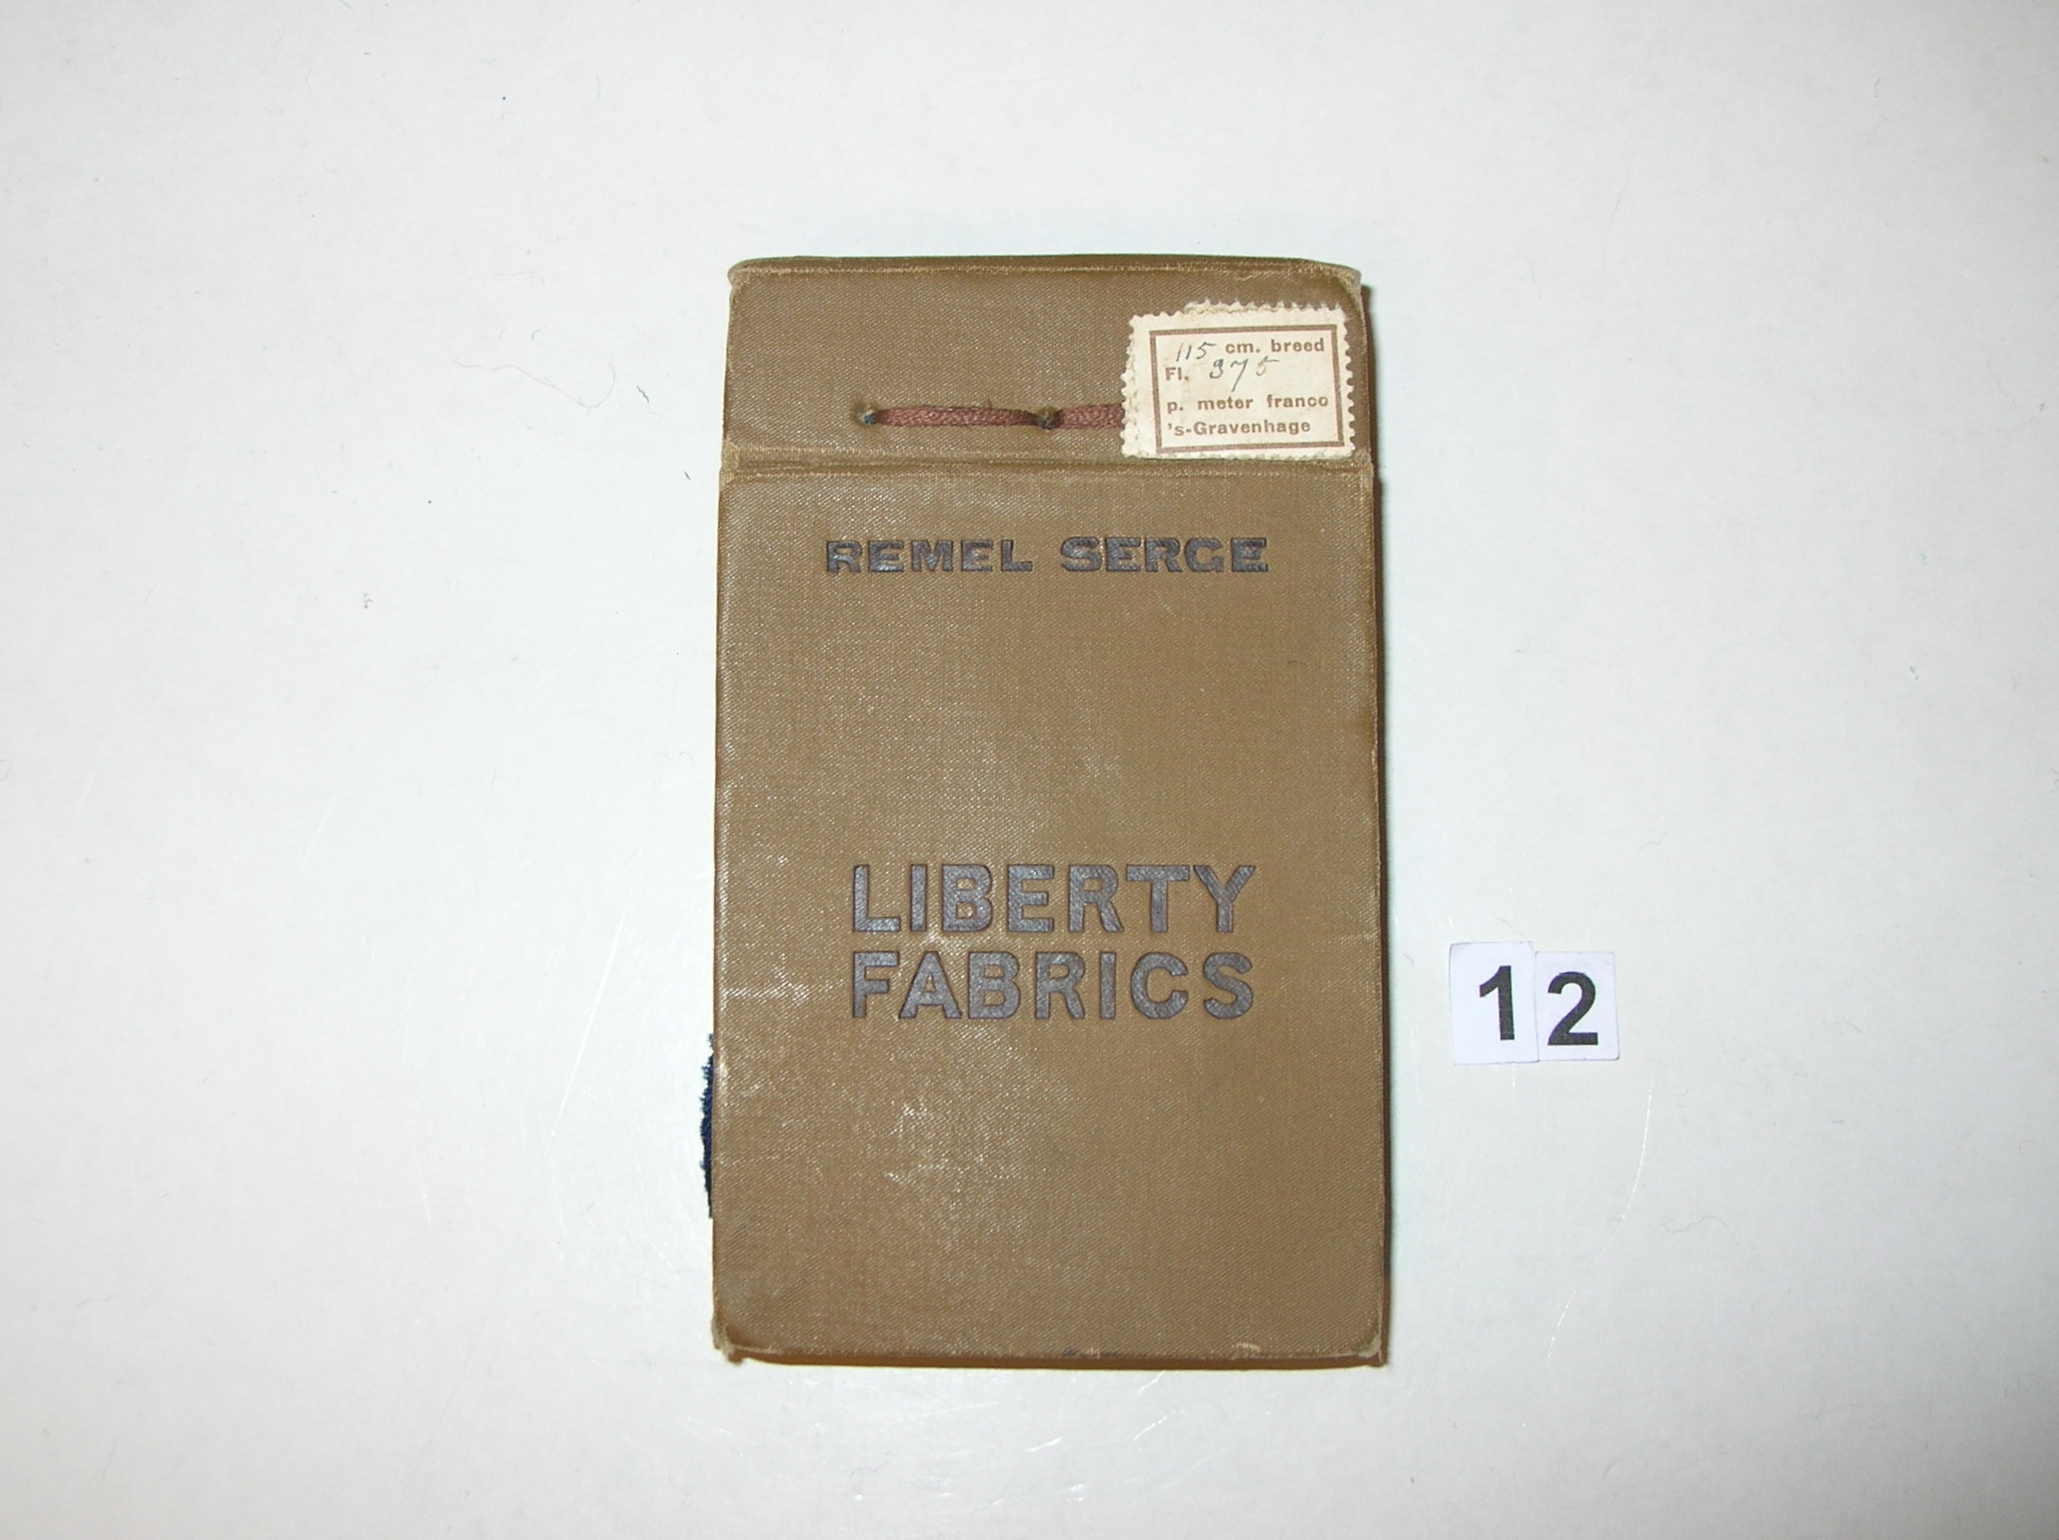 115 cm. breed
Fl. 375
p. meter franco
's-Gravenhage
REMEL SERGE
LIBERTY
FABRICS
12